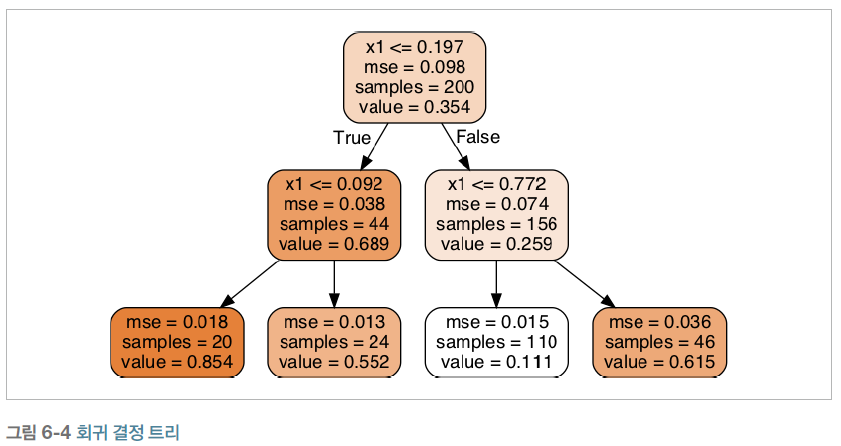 x1 <= 0.197
mse = 0.098
samples = 200
value = 0.354
True
False
x1 <= 0.092
mse = 0.038
samples = 44
value = 0.689
x1 <= 0.772
mse = 0.074
samples = 156
value = 0.259
mse = 0.018
samples = 20
value = 0.854
mse = 0.013
samples = 24
value = 0.552
mse = 0.015
samples = 110
value = 0.111
mse = 0.036
samples = 46
value = 0.615
그림 6-4 회귀 결정 트리